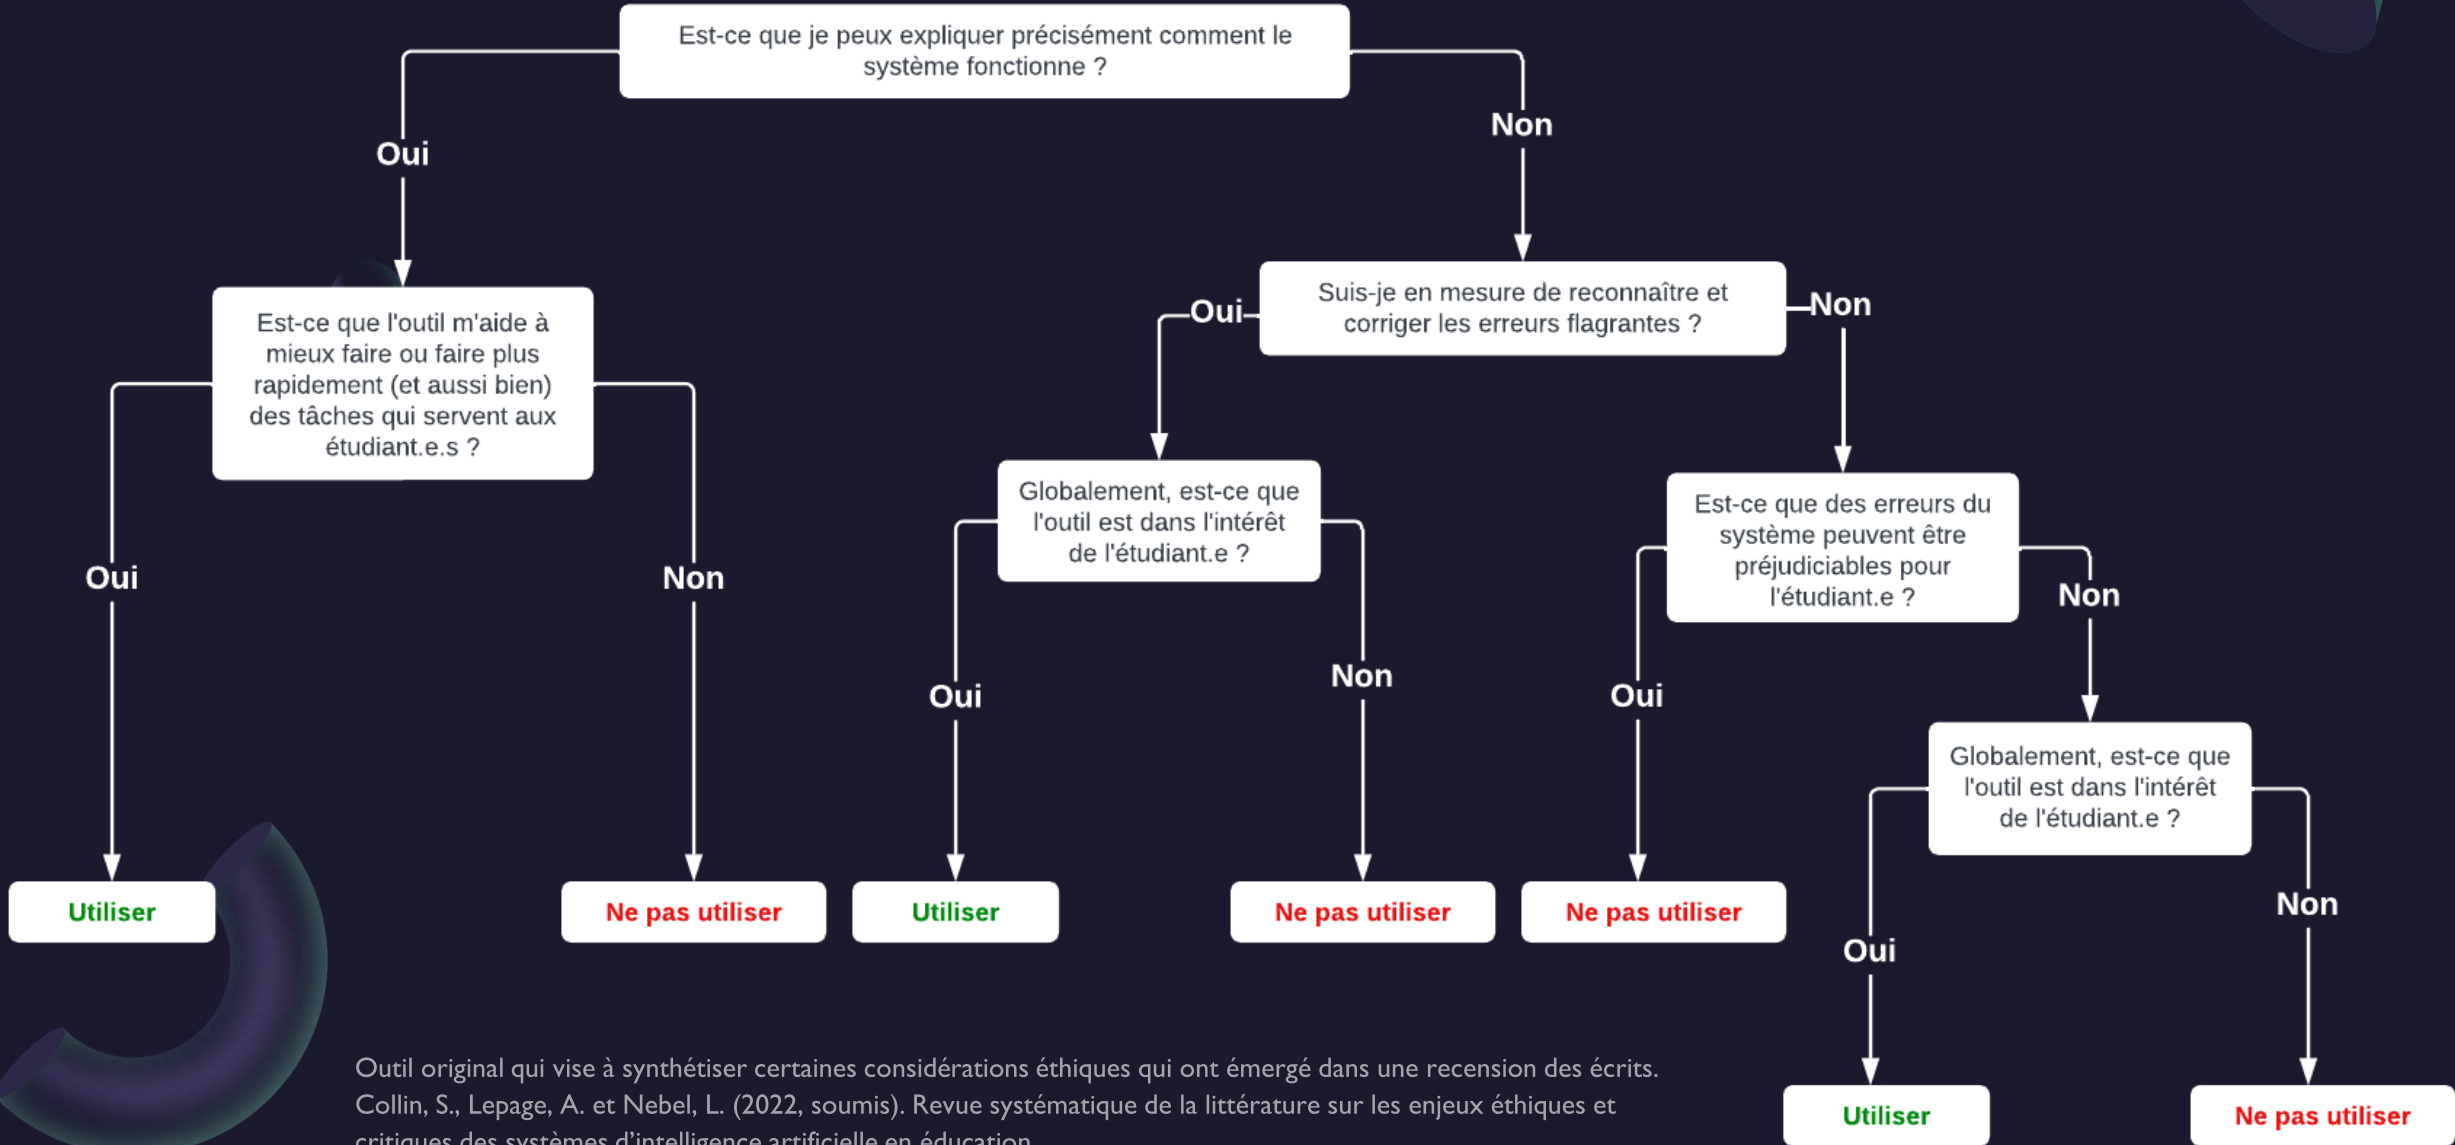 Est-ce que je peux expliquer précisément comment le
système fonctionne ?
Oui
Non
Est-ce que l'outil m'aide à
mieux faire ou faire plus
rapidement (et aussi bien)
des tâches qui servent aux
étudiant.e.s ?
Oui
Non
Utiliser
Ne pas utiliser
Suis-je en mesure de reconnaître et
corriger les erreurs flagrantes ?
Oui
Non
Globalement, est-ce que
l'outil est dans l'intérêt
de l'étudiant.e ?
Oui
Non
Utiliser
Ne pas utiliser
Est-ce que des erreurs du
système peuvent être
préjudiciables pour
l'étudiant.e ?
Oui
Non
Ne pas utiliser
Globalement, est-ce que
l'outil est dans l'intérêt
de l'étudiant.e ?
Oui
Non
Utiliser
Ne pas utiliser
Outil original qui vise à synthétiser certaines considérations éthiques qui ont émergé dans une recension des écrits.
Collin, S., Lepage, A. et Nebel, L. (2022, soumis). Revue systématique de la littérature sur les enjeux éthiques et
critiques des systèmes d'intelligence artificielle en éducation